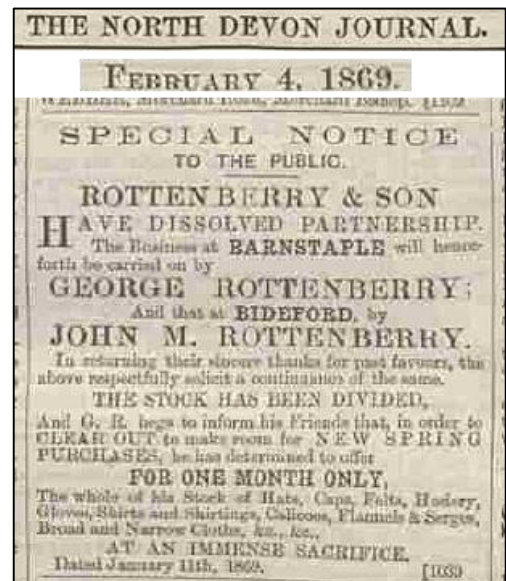 THE NORTH DEVON JOURNAL.
FEBRUARY 4, 1869.
SPECIAL NOTICE
TO THE PUBLIC.
ROTTENBERRY & SON
HAVE DISSOLVED PARTNERSHIP.
The Business at BARNSTAPLE will hence-
forth be carried on by
GEORGE ROTTENBERRY;
And that at BIDEFORD, by
JOHN M. ROTTENBERRY.
In returning their sincere thanks for past favours, the
above respectfully solicit a continuance of the same.
THE STOCK HAS BEEN DIVIDED,
And G. R. begs to inform his Friends that, in order to
CLEAR OUT to make room for NEW SPRING
PURCHASES, he has determined to offer
FOR ONE MONTH ONLY,
The whole of his Stock of Hats, Caps, Felts, Hosiery,
Gloves, Shirts and Shirtings, Calicoes, Flannels & Serges,
Broad and Narrow Cloths, &c., &c.,
AT AN IMMENSE SACRIFICE.
Dated January 11th, 1869. [1039